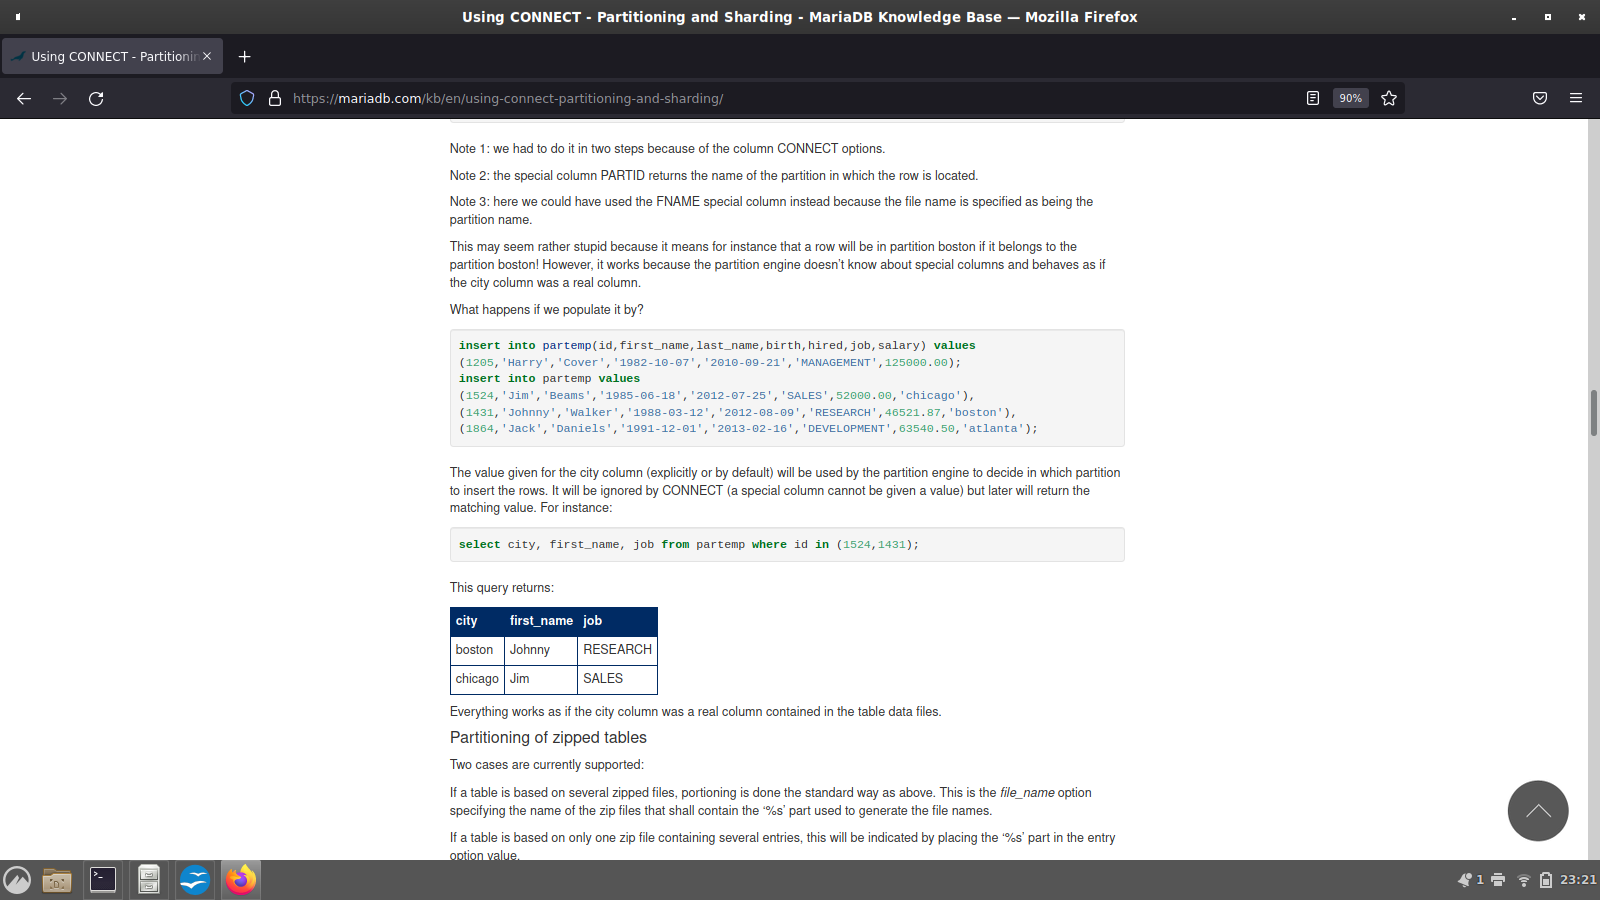 Using CONNECT - Partitioning and Sharding - MariaDB Knowledge Base — Mozilla Firefox
Using CONNECT - Partitionin
https://mariadb.com/kb/en/using-connect-partitioning-and-sharding/
90%
Note 1: we had to do it in two steps because of the column CONNECT options.
Note 2: the special column PARTID returns the name of the partition in which the row is located.
Note 3: here we could have used the FNAME special column instead because the file name is specified as being the
partition name.
This may seem rather stupid because it means for instance that a row will be in partition boston if it belongs to the
partition boston! However, it works because the partition engine doesn’t know about special columns and behaves as if
the city column was a real column.
What happens if we populate it by?
insert into partemp(id,first_name,last_name,birth,hired,job,salary) values
(1205,'Harry','Cover','1982-10-07','2010-09-21','MANAGEMENT',125000.00);
insert into partemp values
(1524,'Jim','Beams','1985-06-18','2012-07-25','SALES',52000.00,'chicago'),
(1431,'Johnny','Walker','1988-03-12','2012-08-09','RESEARCH',46521.87,'boston'),
(1864,'Jack','Daniels','1991-12-01','2013-02-16','DEVELOPMENT',63540.50,'atlanta');
The value given for the city column (explicitly or by default) will be used by the partition engine to decide in which partition
to insert the rows. It will be ignored by CONNECT (a special column cannot be given a value) but later will return the
matching value. For instance:
select city, first_name, job from partemp where id in (1524,1431);
This query returns:
city first_name job
boston Johnny RESEARCH
chicago Jim SALES
Everything works as if the city column was a real column contained in the table data files.
Partitioning of zipped tables
Two cases are currently supported:
If a table is based on several zipped files, portioning is done the standard way as above. This is the file_name option
specifying the name of the zip files that shall contain the ‘%s’ part used to generate the file names.
If a table is based on only one zip file containing several entries, this will be indicated by placing the ‘%s’ part in the entry
option value.
1
23:21